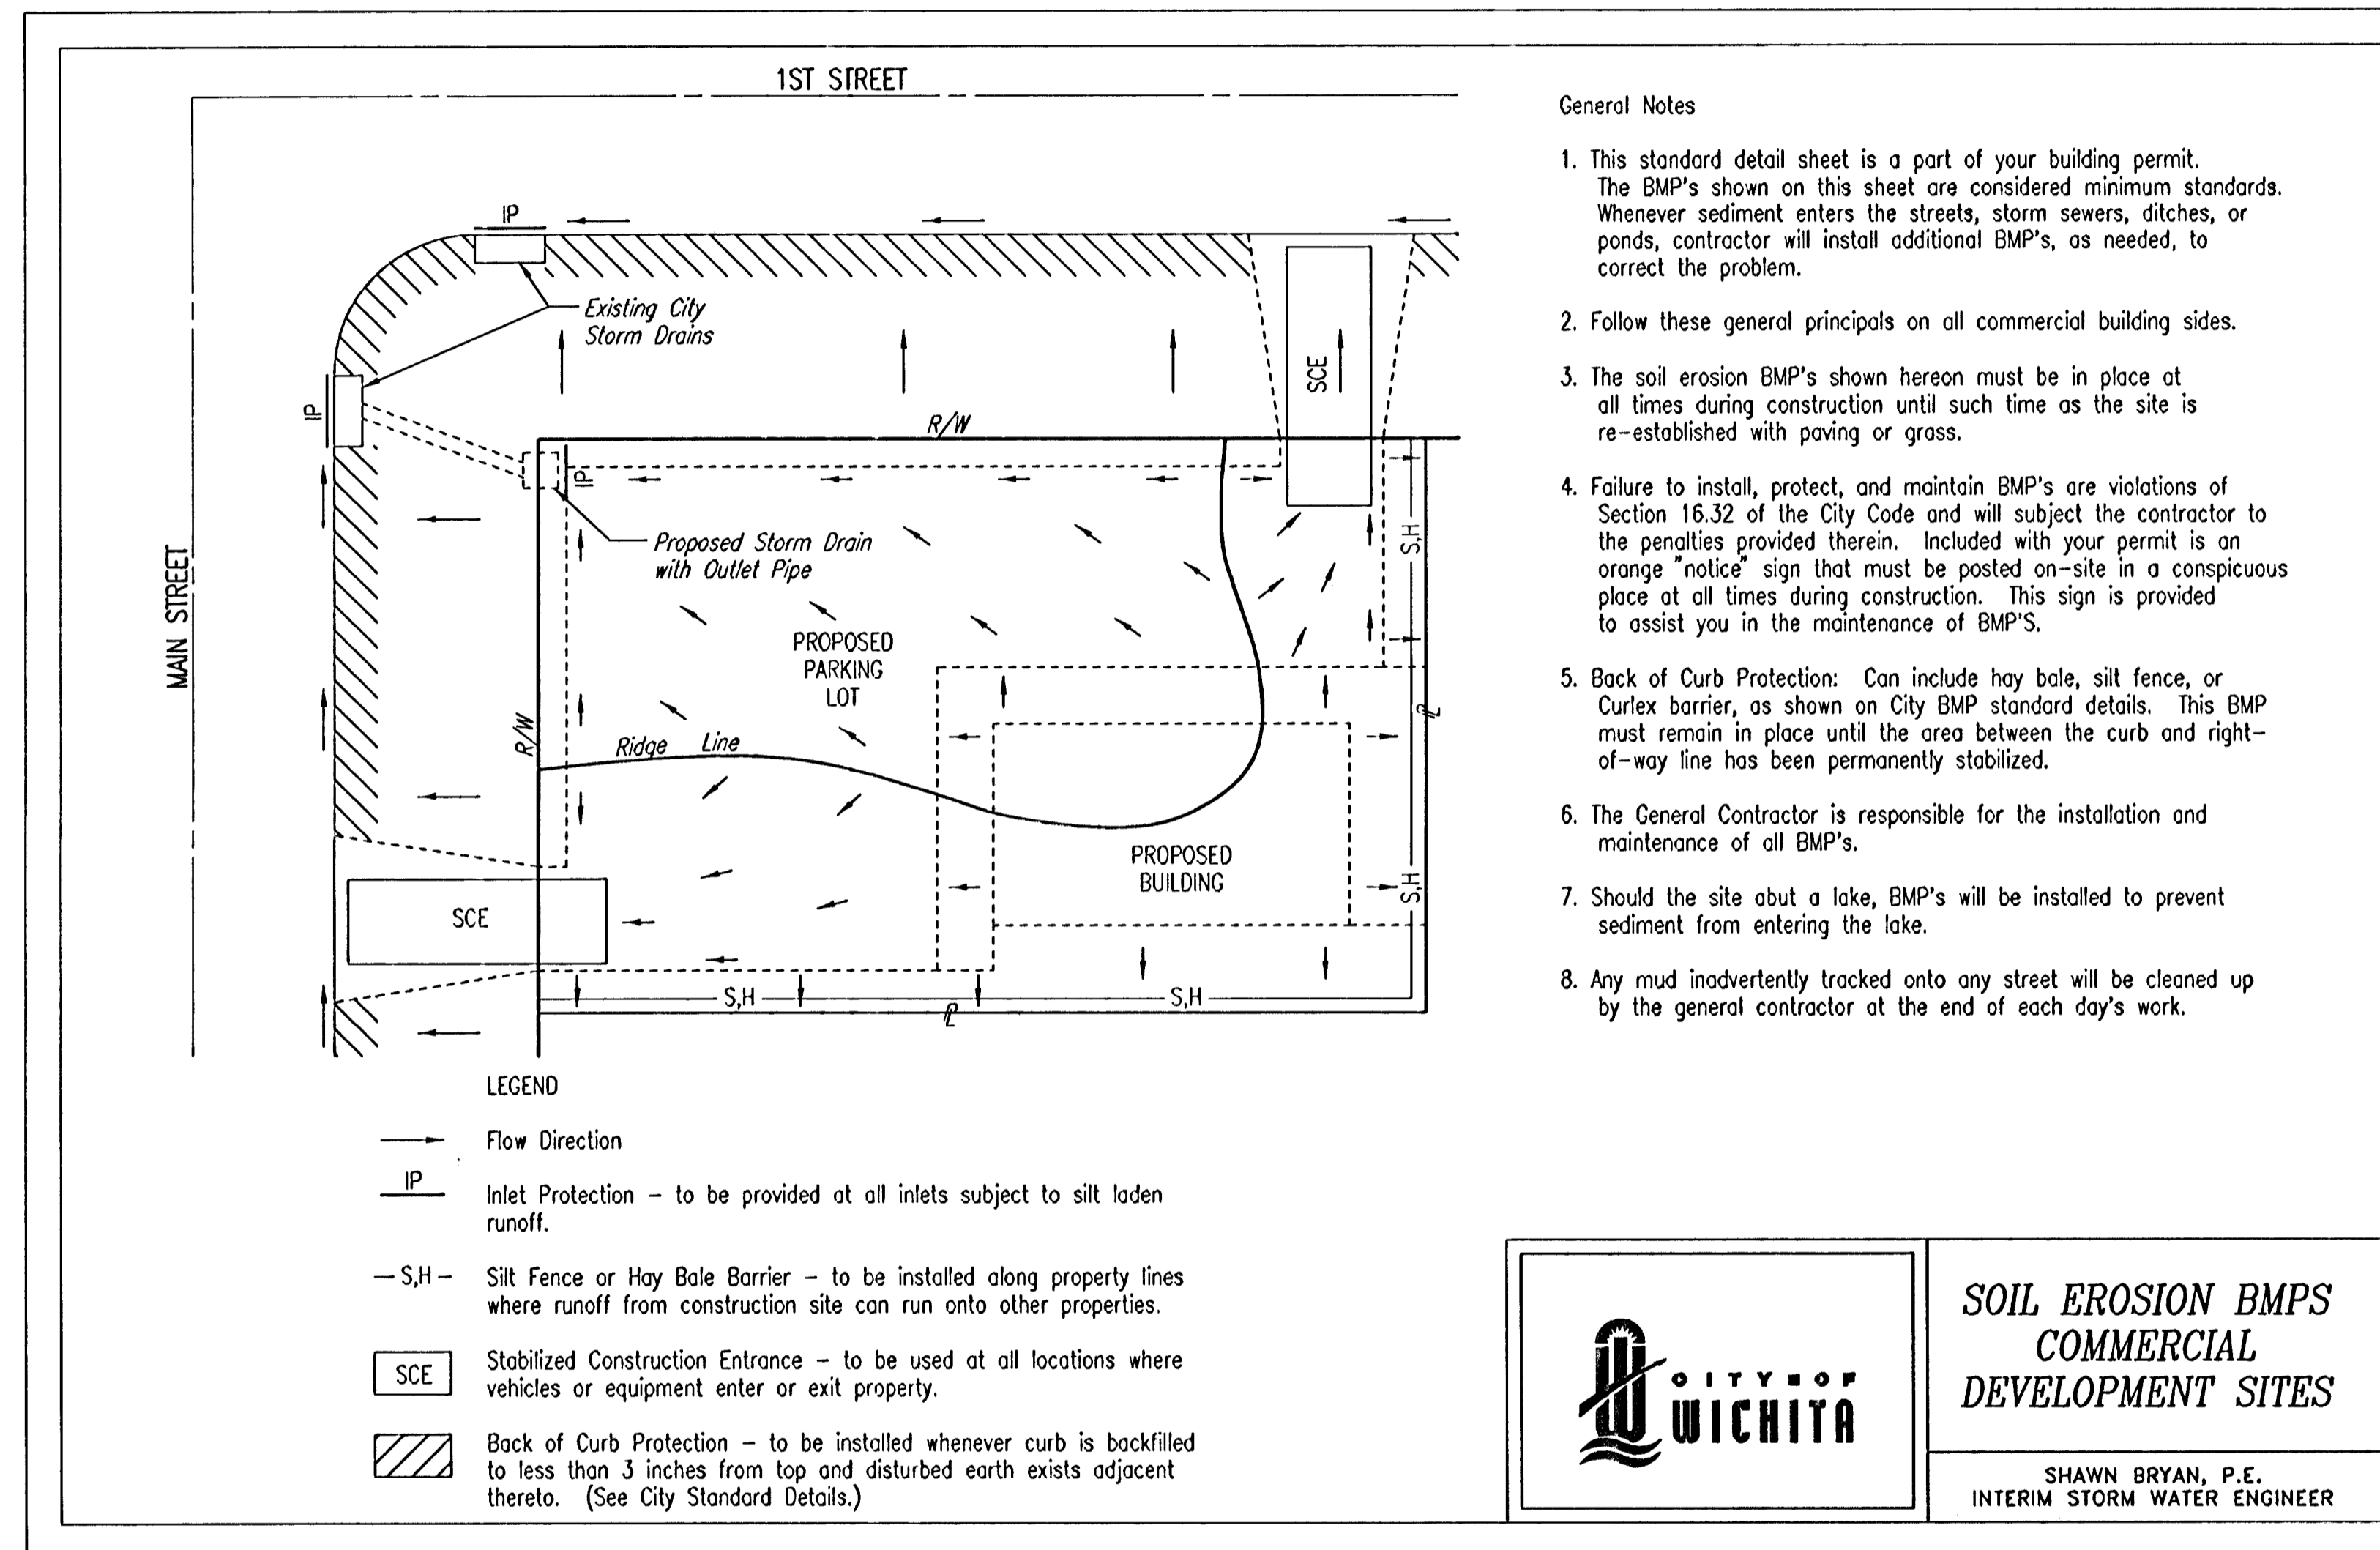 1ST STREET
IP
Existing City
Storm Drains
IP
SCE
R/W
IP
Proposed Storm Drain
with Outlet Pipe
S,H
MAIN STREET
PROPOSED
PARKING
LOT
R/W
Ridge Line
PL
PROPOSED
BUILDING
S,H
SCE
S,H
S,H
PL
General Notes
1. This standard detail sheet is a part of your building permit.
The BMP's shown on this sheet are considered minimum standards.
Whenever sediment enters the streets, storm sewers, ditches, or
ponds, contractor will install additional BMP's, as needed, to
correct the problem.
2. Follow these general principals on all commercial building sides.
3. The soil erosion BMP's shown hereon must be in place at
all times during construction until such time as the site is
re-established with paving or grass.
4. Failure to install, protect, and maintain BMP's are violations of
Section 16.32 of the City Code and will subject the contractor to
the penalties provided therein. Included with your permit is an
orange "notice" sign that must be posted on-site in a conspicuous
place at all times during construction. This sign is provided
to assist you in the maintenance of BMP'S.
5. Back of Curb Protection: Can include hay bale, silt fence, or
Curlex barrier, as shown on City BMP standard details. This BMP
must remain in place until the area between the curb and right-
of-way line has been permanently stabilized.
6. The General Contractor is responsible for the installation and
maintenance of all BMP's.
7. Should the site abut a lake, BMP's will be installed to prevent
sediment from entering the lake.
8. Any mud inadvertently tracked onto any street will be cleaned up
by the general contractor at the end of each day's work.
LEGEND
Flow Direction
IP
Inlet Protection - to be provided at all inlets subject to silt laden
runoff.
S,H
Silt Fence or Hay Bale Barrier - to be installed along property lines
where runoff from construction site can run onto other properties.
SCE
Stabilized Construction Entrance - to be used at all locations where
vehicles or equipment enter or exit property.
Back of Curb Protection - to be installed whenever curb is backfilled
to less than 3 inches from top and disturbed earth exists adjacent
thereto. (See City Standard Details.)
CITY OF
WICHITA
SOIL EROSION BMPS
COMMERCIAL
DEVELOPMENT SITES
SHAWN BRYAN, P.E.
INTERIM STORM WATER ENGINEER